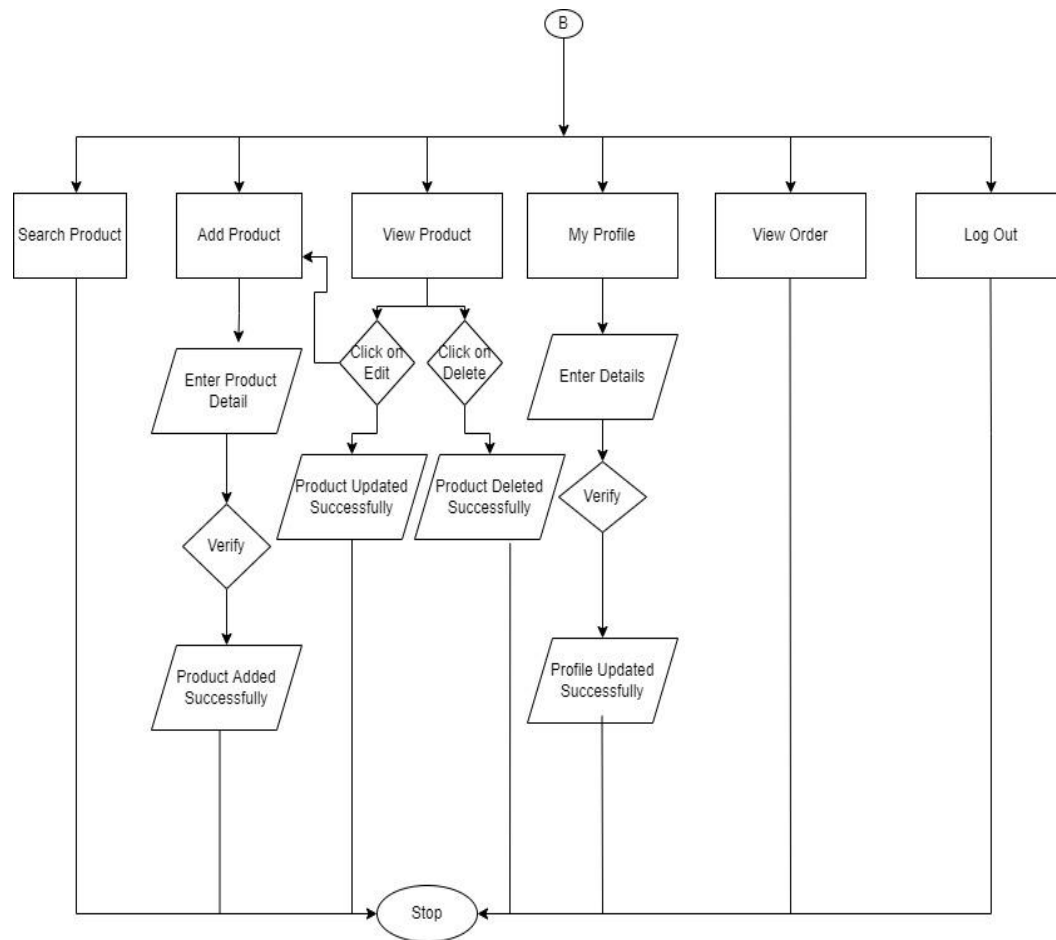 B
Search Product
Add Product
View Product
My Profile
View Order
Log Out
Click on
Edit
Click on
Delete
Enter Product
Detail
Enter Details
Product Updated
Successfully
Product Deleted
Successfully
Verify
Verify
Product Added
Successfully
Profile Updated
Successfully
Stop